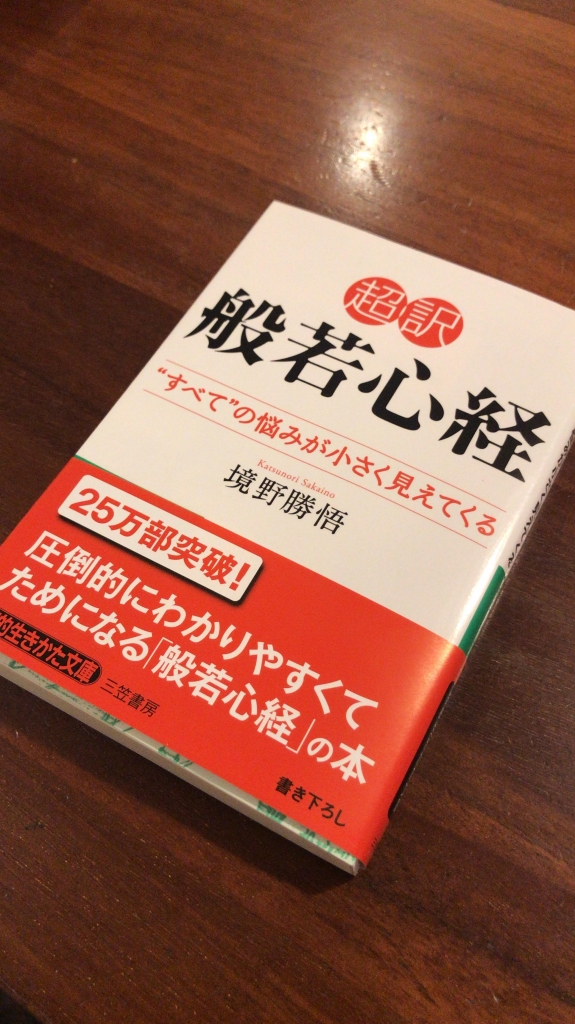 超訳
般若心経
“すべて”の悩みが小さく見えてくる
Katsunori Sakaino
境野勝悟
25万部突破!
圧倒的にわかりやすくて
ためになる「般若心経」の本
的生きかた文庫
三笠書房
書き下ろし